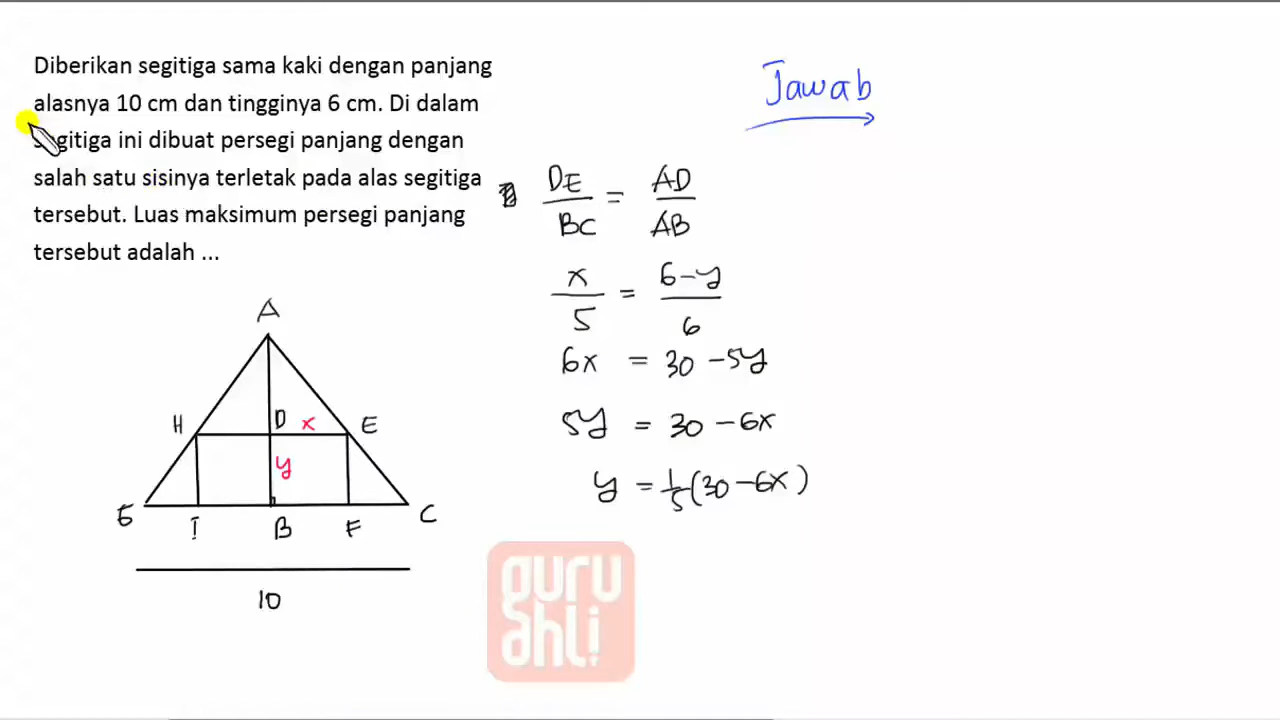 Diberikan segitiga sama kaki dengan panjang
alasnya 10 cm dan tingginya 6 cm. Di dalam
segitiga ini dibuat persegi panjang dengan
salah satu sisinya terletak pada alas segitiga
tersebut. Luas maksimum persegi panjang
tersebut adalah ...
Jawab
DE/BC = AD/AB
x/5 = 6-y/6
6x = 30 - 5y
5y = 30 - 6x
y = 1/5(30 - 6x)
A
H D x E
y
G I B F C
10
guru
ahli